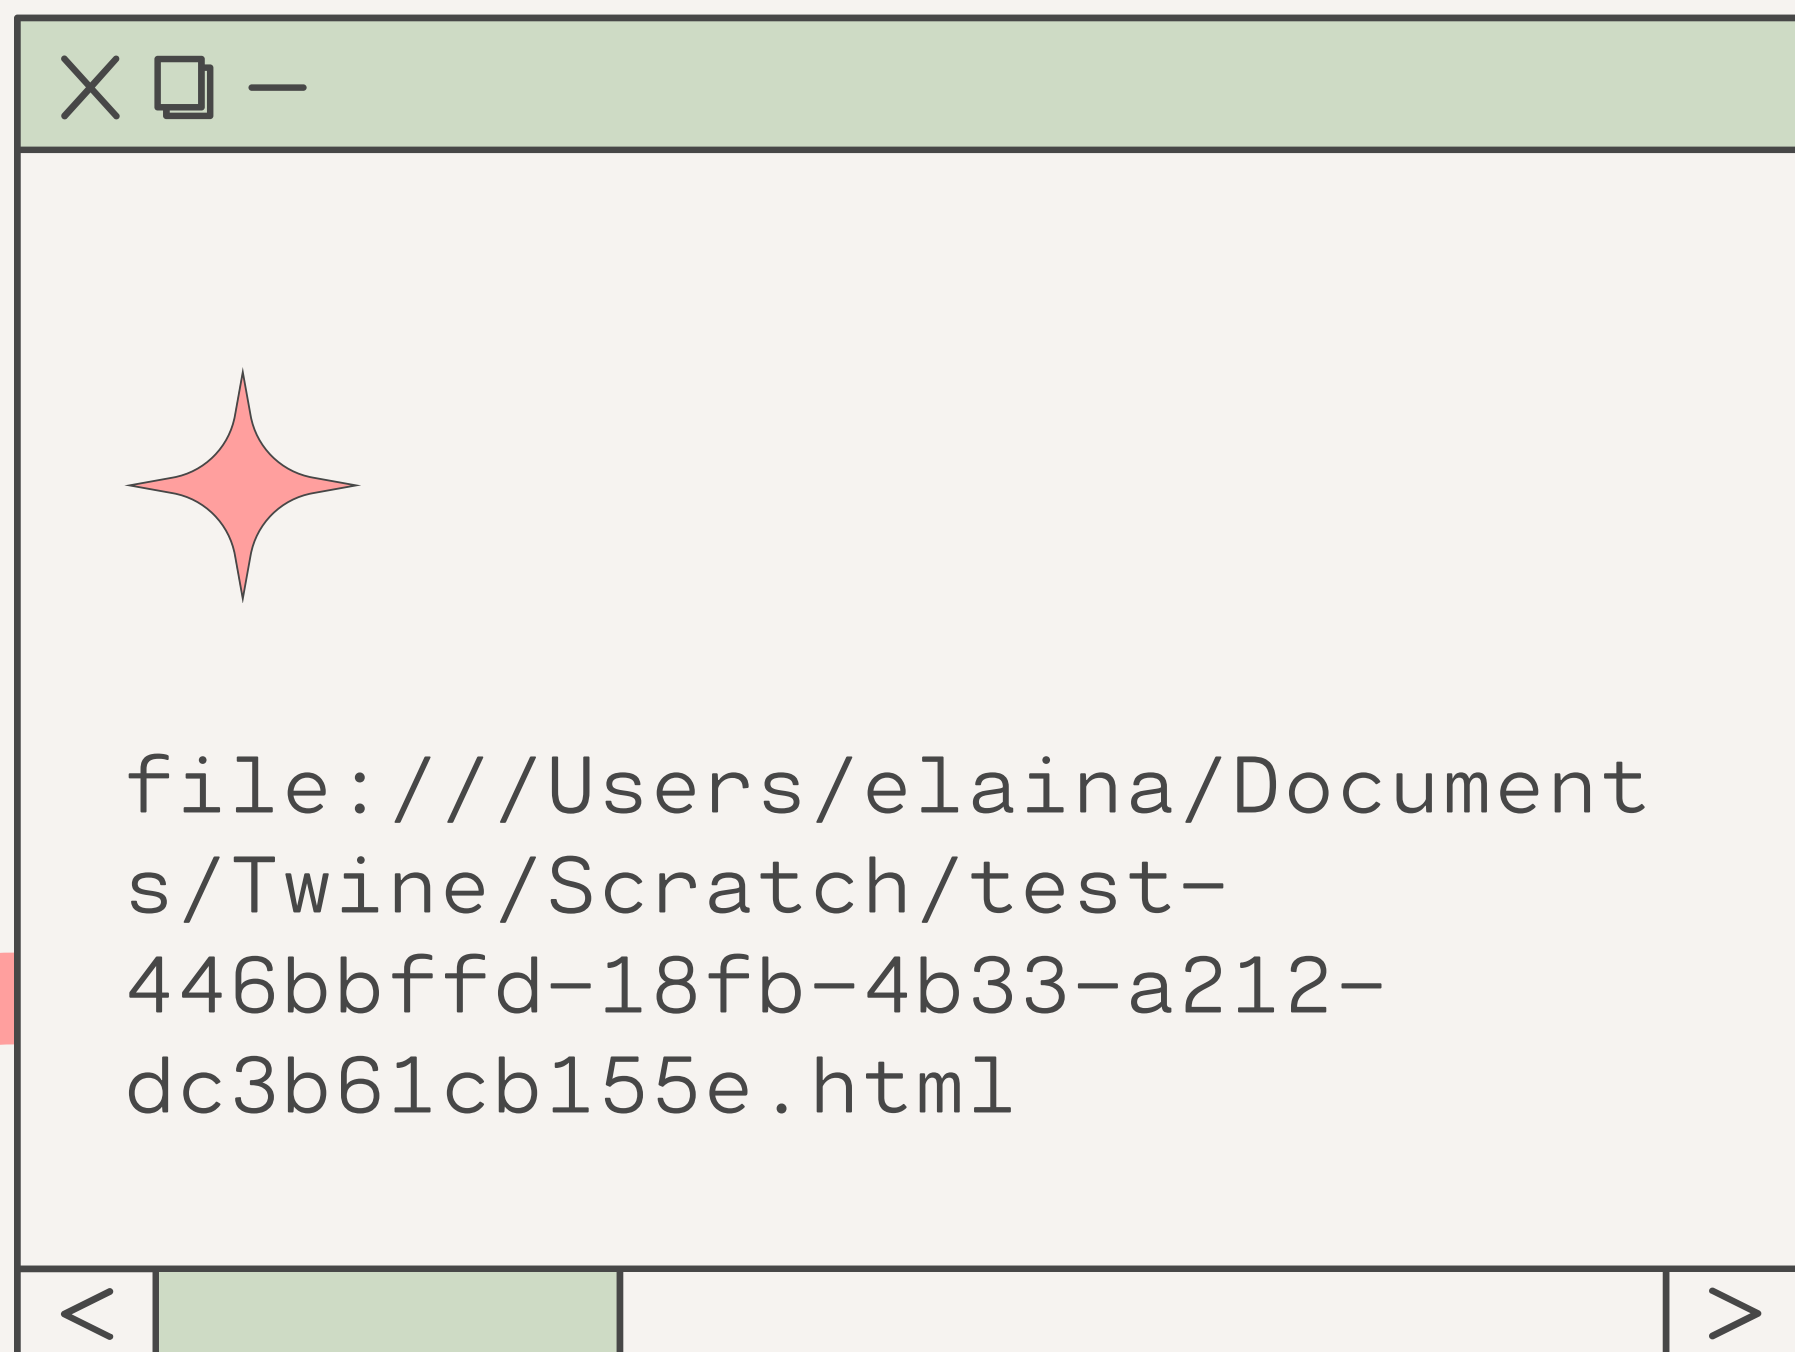 file:///Users/elaina/Document
s/Twine/Scratch/test-
446bbffd-18fb-4b33-a212-
dc3b61cb155e.html